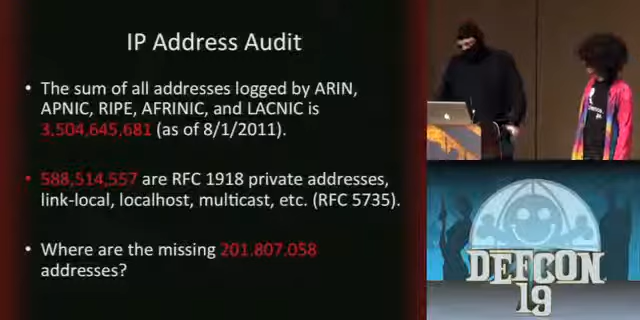 IP Address Audit
• The sum of all addresses logged by ARIN,
APNIC, RIPE, AFRINIC, and LACNIC is
3,504,645,681 (as of 8/1/2011).
• 588,514,557 are RFC 1918 private addresses,
link-local, localhost, multicast, etc. (RFC 5735).
• Where are the missing 201.807.058
addresses?
DEFCON
19